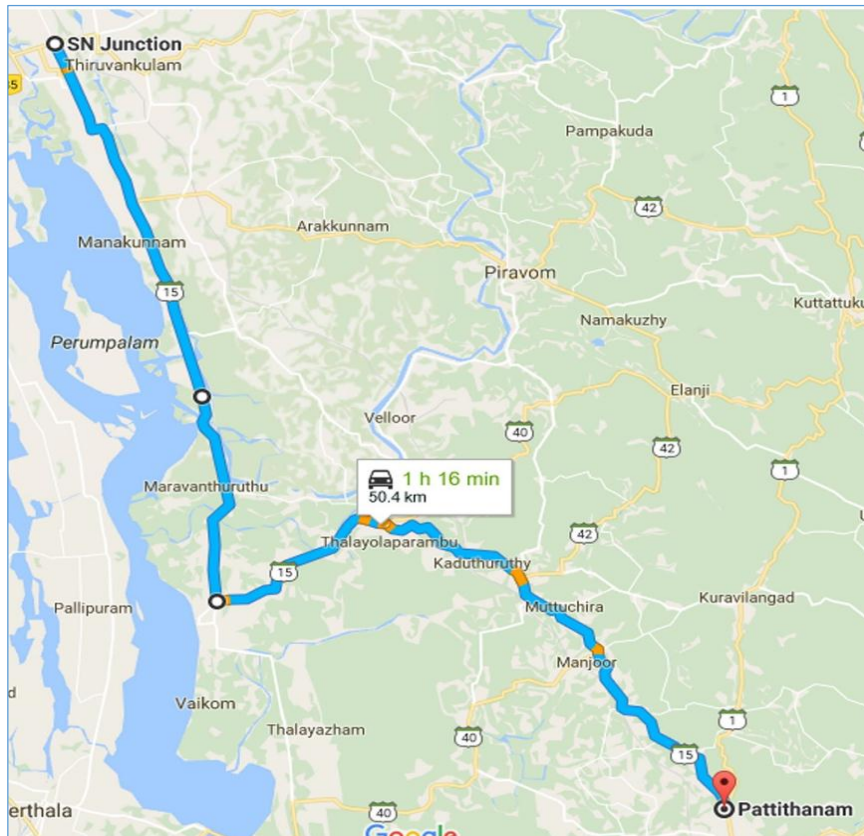 SN Junction
Thiruvankulam
1
Pampakuda
42
Arakkunnam
Manakunnam
Piravom
15
Kuttattuku
Namakuzhy
Perumpalam
Elanji
Velloor
40
42
1
1 h 16 min
50.4 km
Maravanthuruthu
Thalayolaparambu
42
Kaduthuruthy
15
Kuravilangad
Pallipuram
Muttuchira
Manjoor
Vaikom
Thalayazham
1
40
15
Pattithanam
erthala
40
Google